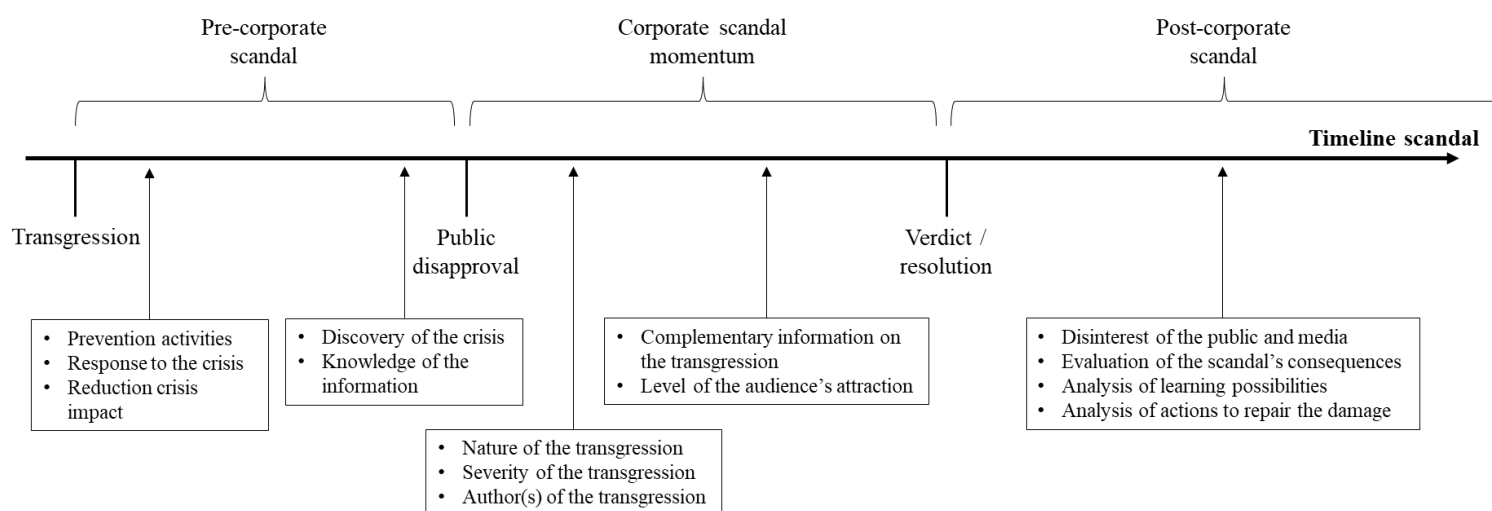 Pre-corporate
scandal
Corporate scandal
momentum
Post-corporate
scandal
Timeline scandal
Transgression
Public
disapproval
Verdict /
resolution
• Prevention activities
• Response to the crisis
• Reduction crisis
impact
• Discovery of the crisis
• Knowledge of the
information
• Complementary information on
the transgression
• Level of the audience’s attraction
• Disinterest of the public and media
• Evaluation of the scandal’s consequences
• Analysis of learning possibilities
• Analysis of actions to repair the damage
• Nature of the transgression
• Severity of the transgression
• Author(s) of the transgression